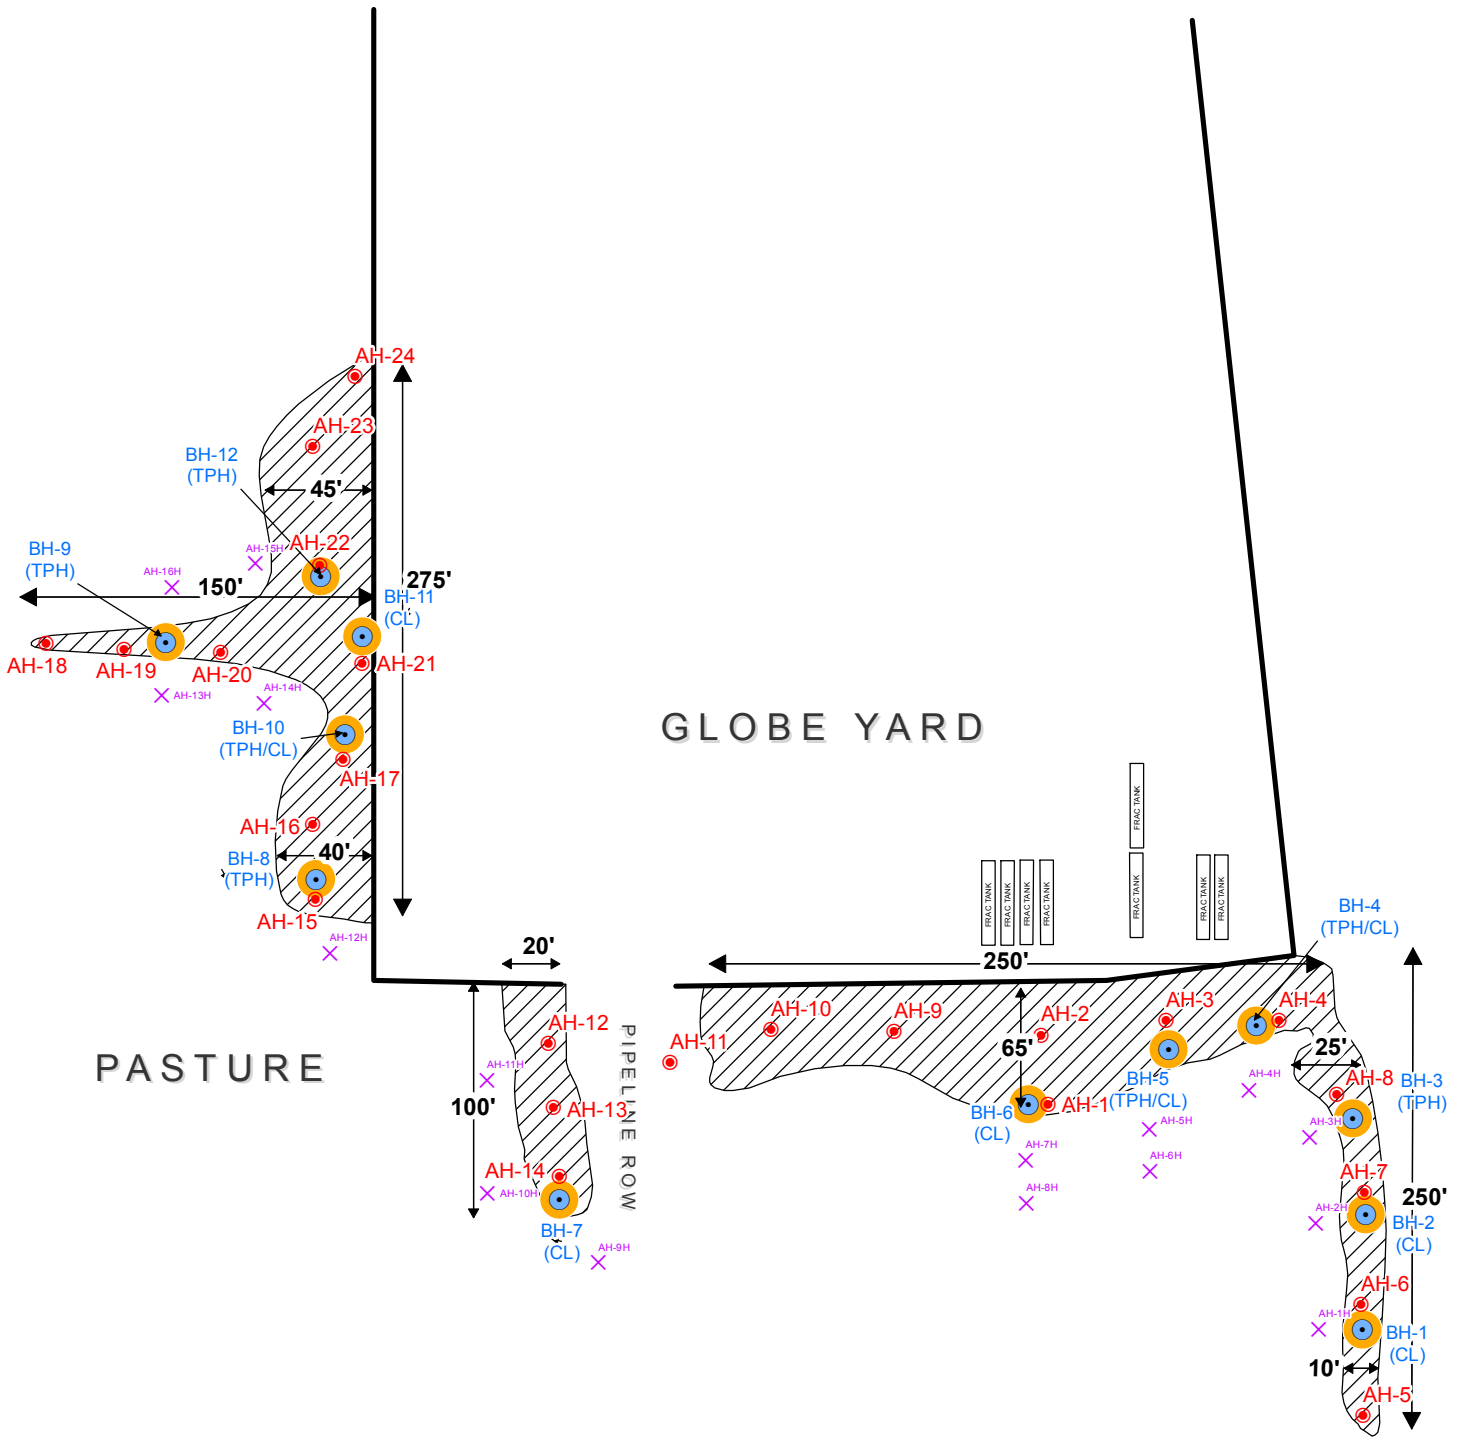 AH-24
AH-23
BH-12
(TPH)
45'
AH-15H
AH-22
BH-9
(TPH)
AH-16H
150'
275'
BH-11
(CL)
AH-18
AH-19
AH-20
AH-21
AH-13H
AH-14H
BH-10
(TPH/CL)
AH-17
GLOBE YARD
AH-16
40'
BH-8
(TPH)
AH-15
AH-12H
FRAC TANK
FRAC TANK
FRAC TANK
FRAC TANK
FRAC TANK
FRAC TANK
FRAC TANK
FRAC TANK
BH-4
(TPH/CL)
20'
250'
PASTURE
AH-12
AH-11H
100'
AH-13
AH-14
AH-10H
BH-7
(CL)
AH-9H
PIPELINE ROW
AH-11
AH-10
AH-9
AH-2
65'
AH-3
AH-4
25'
BH-5
(TPH/CL)
AH-1
BH-6
(CL)
AH-4H
AH-5H
AH-6H
AH-7H
AH-8H
AH-8
BH-3
(TPH)
AH-3H
AH-7
250'
AH-2H
BH-2
(CL)
AH-6
AH-1H
BH-1
(CL)
10'
AH-5